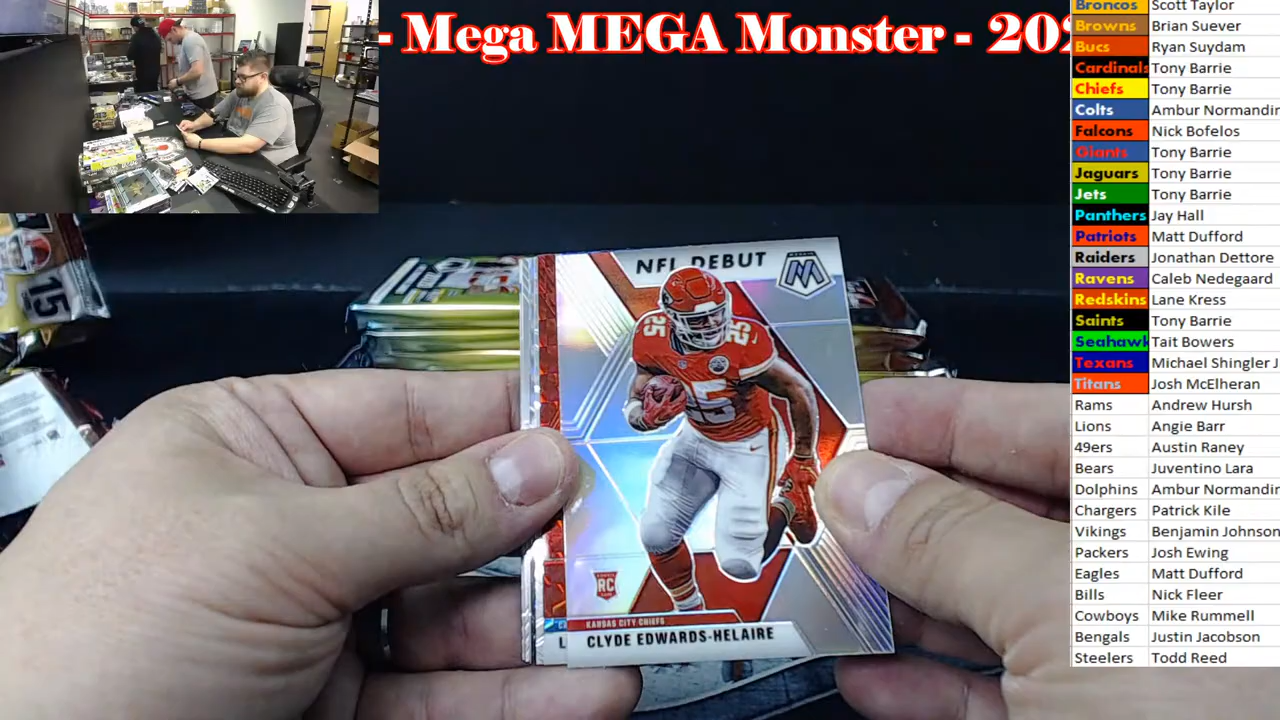 - Mega MEGA Monster - 202
Broncos Scott Taylor
Browns Brian Suever
Bucs Ryan Suydam
Cardinals Tony Barrie
Chiefs Tony Barrie
Colts Ambur Normandin
Falcons Nick Bofelos
Giants Tony Barrie
Jaguars Tony Barrie
Jets Tony Barrie
Panthers Jay Hall
Patriots Matt Dufford
Raiders Jonathan Dettore
Ravens Caleb Nedegaard
Redskins Lane Kress
Saints Tony Barrie
Seahawk Tait Bowers
Texans Michael Shingler J
Titans Josh McElheran
Rams Andrew Hursh
Lions Angie Barr
49ers Austin Raney
Bears Juventino Lara
Dolphins Ambur Normandin
Chargers Patrick Kile
Vikings Benjamin Johnson
Packers Josh Ewing
Eagles Matt Dufford
Bills Nick Fleer
Cowboys Mike Rummell
Bengals Justin Jacobson
Steelers Todd Reed
NFL DEBUT
MOSAIC
M
25
25
25
15
RC
KANSAS CITY CHIEFS
L
CLYDE EDWARDS-HELAIRE